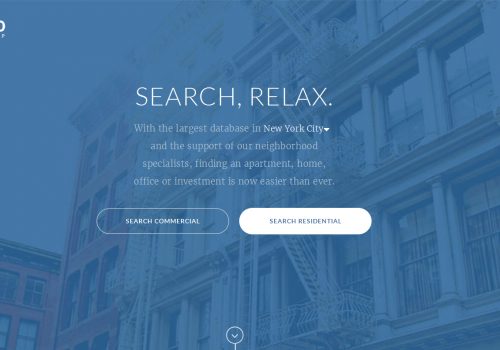 SEARCH, RELAX.
With the largest database in New York City
and the support of our neighborhood
specialists, finding an apartment, home,
office or investment is now easier than ever.
SEARCH COMMERCIAL
SEARCH RESIDENTIAL